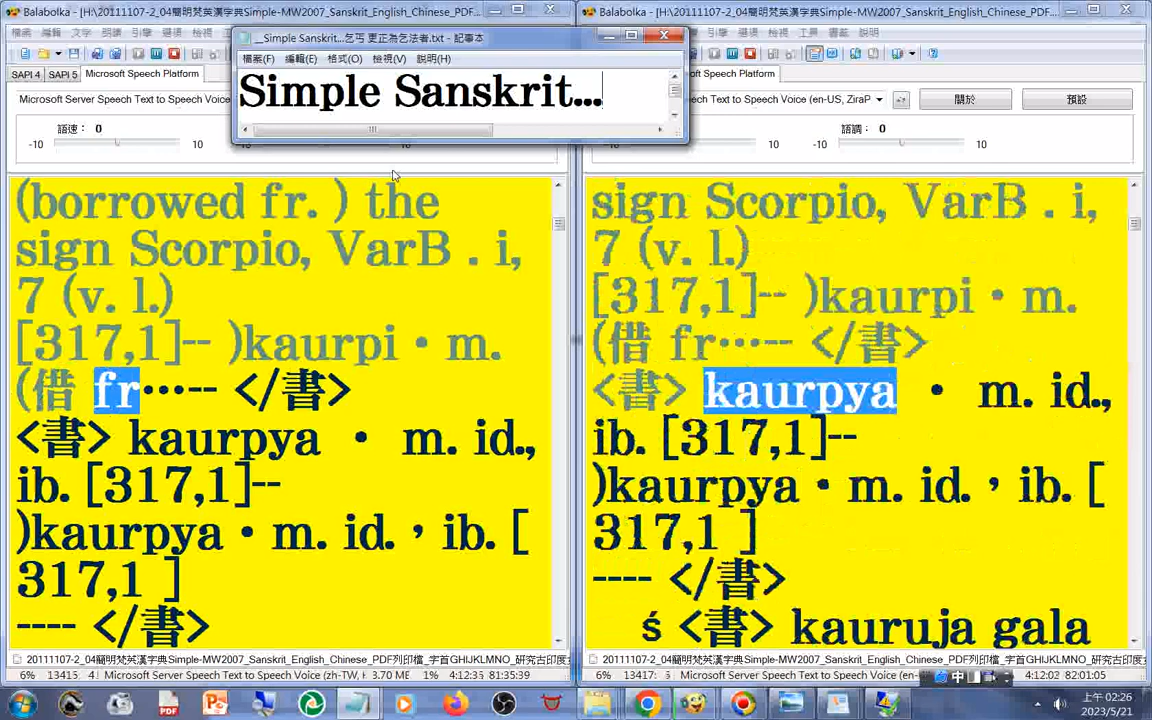 Balabolka - [H:\20111107-2_04簡明梵英漢字典Simple-MW2007_Sanskrit_English_Chinese_PDF...
Balabolka - [H:\20111107-2_04簡明梵英漢字典Simple-MW2007_Sanskrit_English_Chinese_PDF...
__Simple Sanskrit...乞丐 更正為乞法者.txt - 記事本
檔案(F) 編輯(E) 格式(O) 檢視(V) 說明(H)
Simple Sanskrit...
SAPI 4 SAPI 5 Microsoft Speech Platform
Speech Platform
Microsoft Server Speech Text to Speech Voice
ech Text to Speech Voice (en-US, ZiraP 關於 預設
語速： 0
-10 10
語調： 0
-10 10
(borrowed fr. ) the
sign Scorpio, VarB . i,
7 (v. l.)
[317,1]-- )kaurpi • m.
(借 fr…-- </書>
<書> kaurpya • m. id.,
ib. [317,1]--
)kaurpya • m. id. , ib. [
317,1 ]
---- </書>
sign Scorpio, VarB . i,
7 (v. l.)
[317,1]-- )kaurpi • m.
(借 fr…-- </書>
<書> kaurpya • m. id.,
ib. [317,1]--
)kaurpya • m. id. , ib. [
317,1 ]
---- </書>
ś <書> kauruja gala
20111107-2_04簡明梵英漢字典Simple-MW2007_Sanskrit_English_Chinese_PDF列印檔_字首GHIJKLMNO_研究古印度
20111107-2_04簡明梵英漢字典Simple-MW2007_Sanskrit_English_Chinese_PDF列印檔_字首GHIJKLMNO_研究古印度
6% 13415: Microsoft Server Speech Text to Speech Voice (zh-TW, 3.70 ME 1% 4:12:35 81:35:39
6% 13417: Microsoft Server Speech Text to Speech Voice 4:12:02 82:01:05
中
上午 02:26
2023/5/21